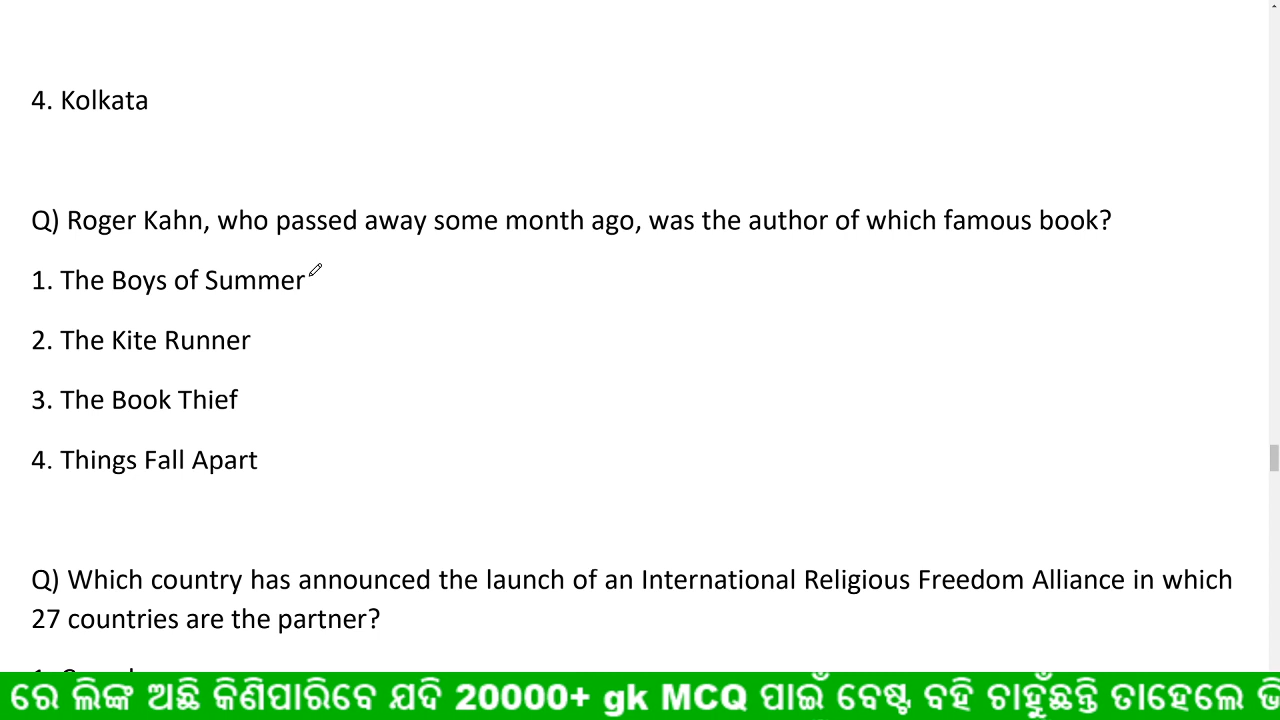 4. Kolkata
Q) Roger Kahn, who passed away some month ago, was the author of which famous book?
1. The Boys of Summer
2. The Kite Runner
3. The Book Thief
4. Things Fall Apart
Q) Which country has announced the launch of an International Religious Freedom Alliance in which
27 countries are the partner?
ରେ ଲିଙ୍କ ଅଛି କିଣିପାରିବେ ଯଦି 20000+ gk MCQ ପାଇଁ ବେଷ୍ଟ ବହି ଚାହୁଁଛନ୍ତି ତାହେଲେ